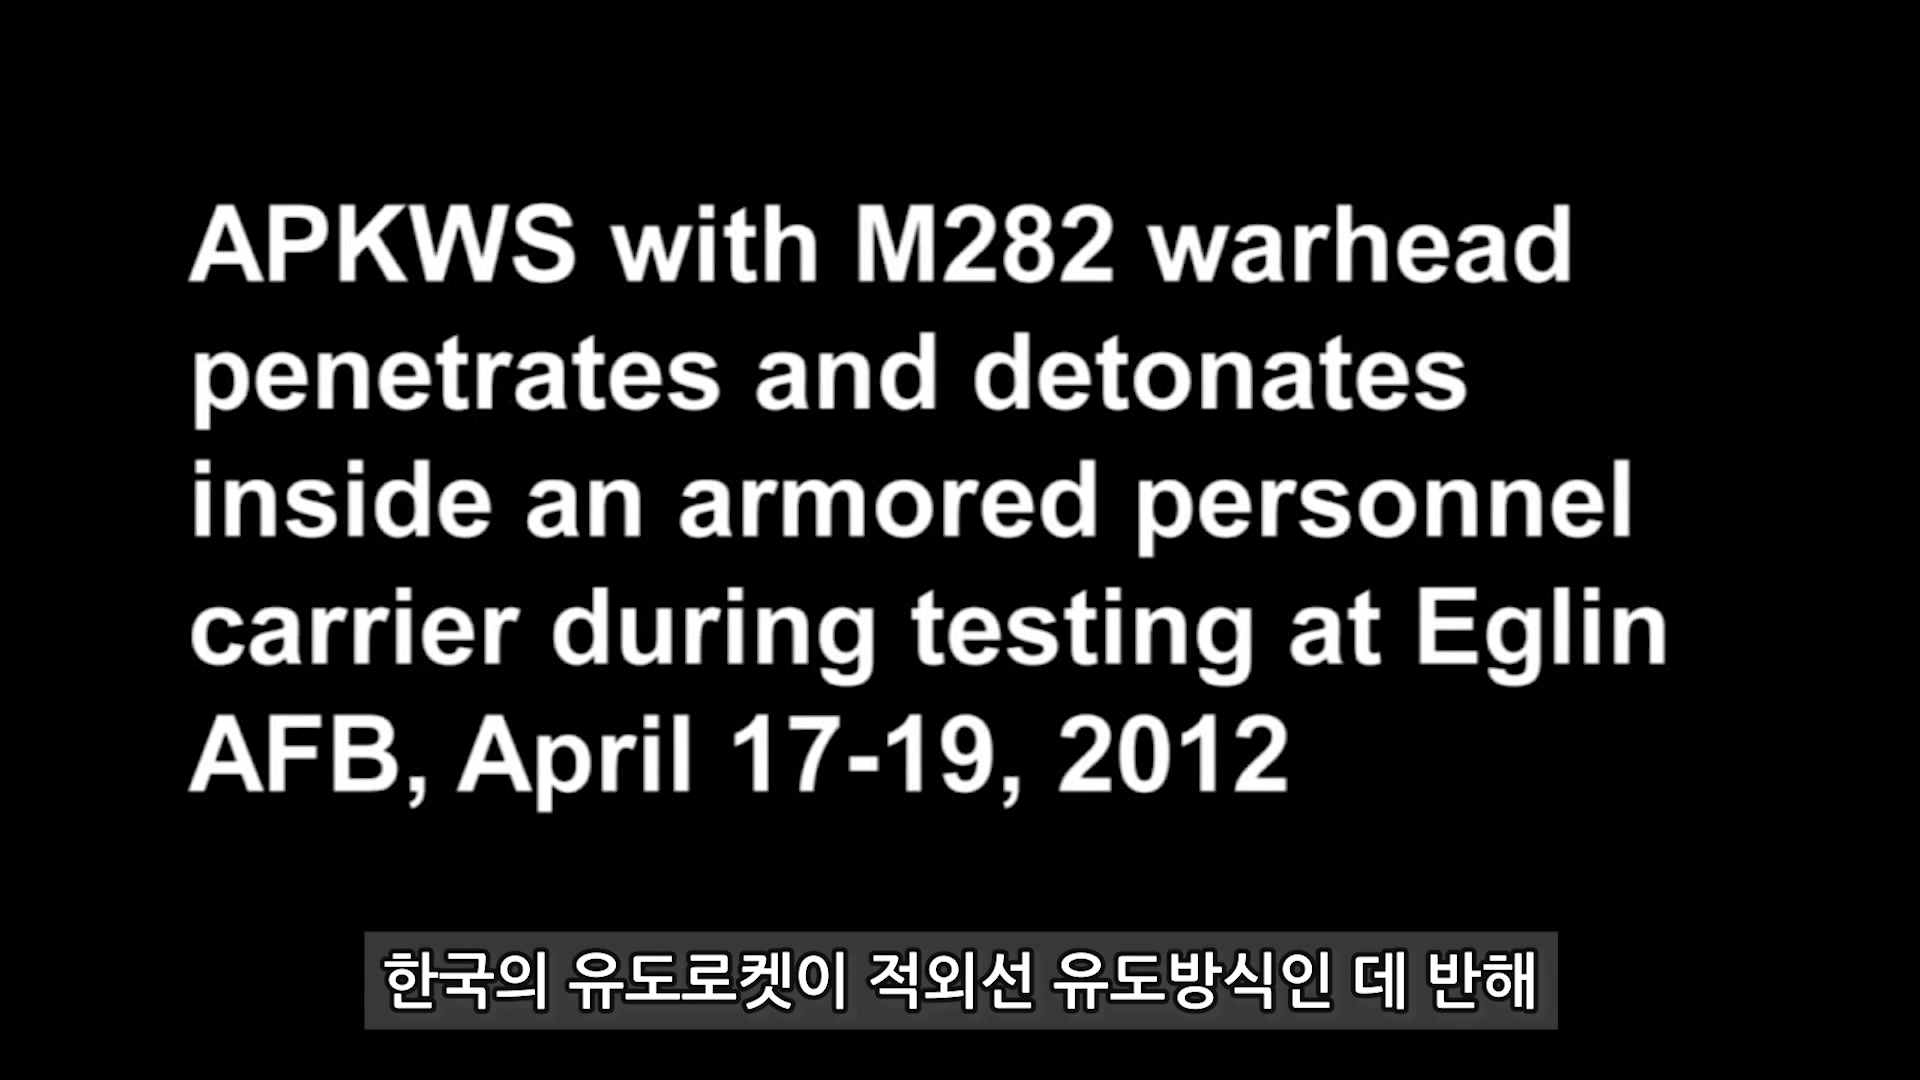 APKWS with M282 warhead
penetrates and detonates
inside an armored personnel
carrier during testing at Eglin
AFB, April 17-19, 2012
한국의 유도로켓이 적외선 유도방식인 데 반해